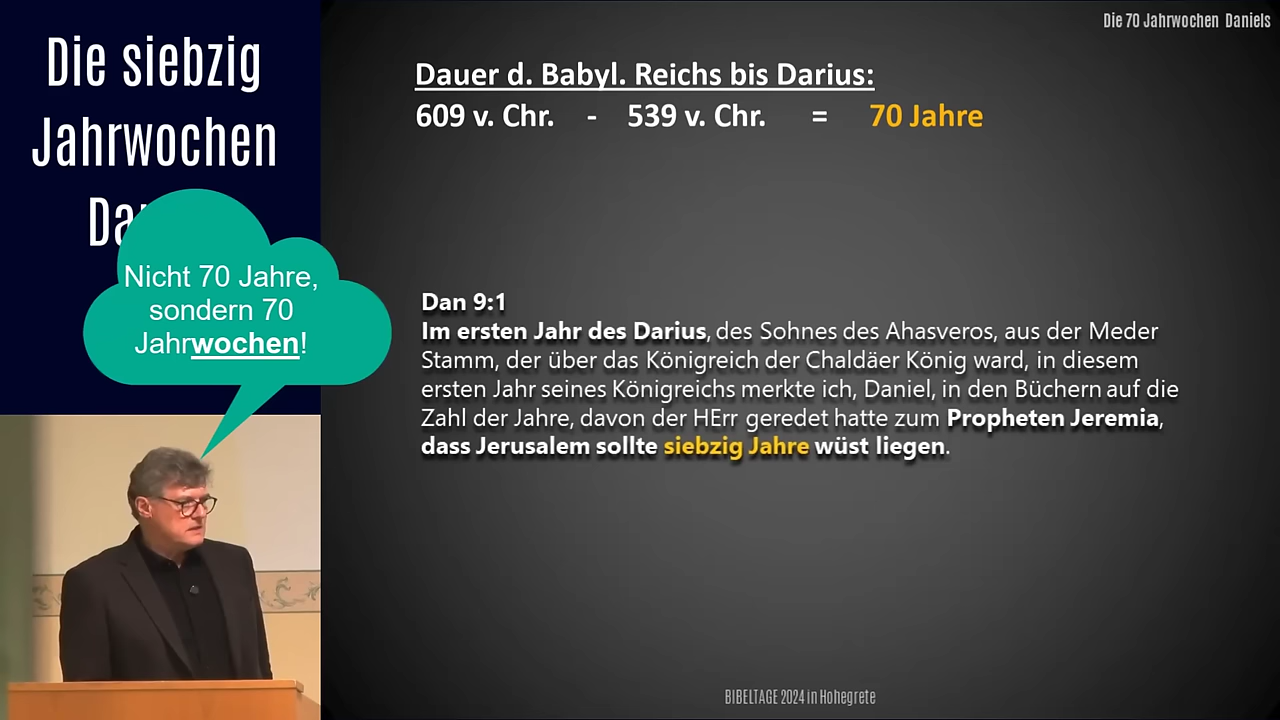 Die siebzig
Jahrwochen
Da
Nicht 70 Jahre,
sondern 70
Jahrwochen!
Die 70 Jahrwochen Daniels
Dauer d. Babyl. Reichs bis Darius:
609 v. Chr. - 539 v. Chr. = 70 Jahre
Dan 9:1
Im ersten Jahr des Darius, des Sohnes des Ahasveros, aus der Meder
Stamm, der über das Königreich der Chaldäer König ward, in diesem
ersten Jahr seines Königreichs merkte ich, Daniel, in den Büchern auf die
Zahl der Jahre, davon der HErr geredet hatte zum Propheten Jeremia,
dass Jerusalem sollte siebzig Jahre wüst liegen.
BIBELTAGE 2024 in Hohegrete